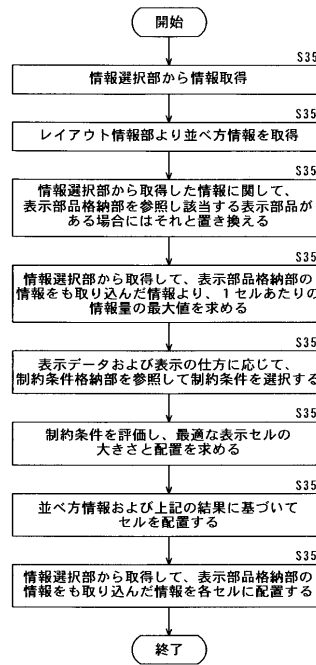 開始
S35
情報選択部から情報取得
S35
レイアウト情報部より並べ方情報を取得
S35
情報選択部から取得した情報に関して、
表示部品格納部を参照し該当する表示部品が
ある場合にはそれと置き換える
S35
情報選択部から取得して、表示部品格納部の
情報をも取り込んだ情報より、1セルあたりの
情報量の最大値を求める
S35
表示データおよび表示の仕方に応じて、
制約条件格納部を参照して制約条件を選択する
S35
制約条件を評価し、最適な表示セルの
大きさと配置を求める
S35
並べ方情報および上記の結果に基づいて
セルを配置する
S35
情報選択部から取得して、表示部品格納部の
情報をも取り込んだ情報を各セルに配置する
終了